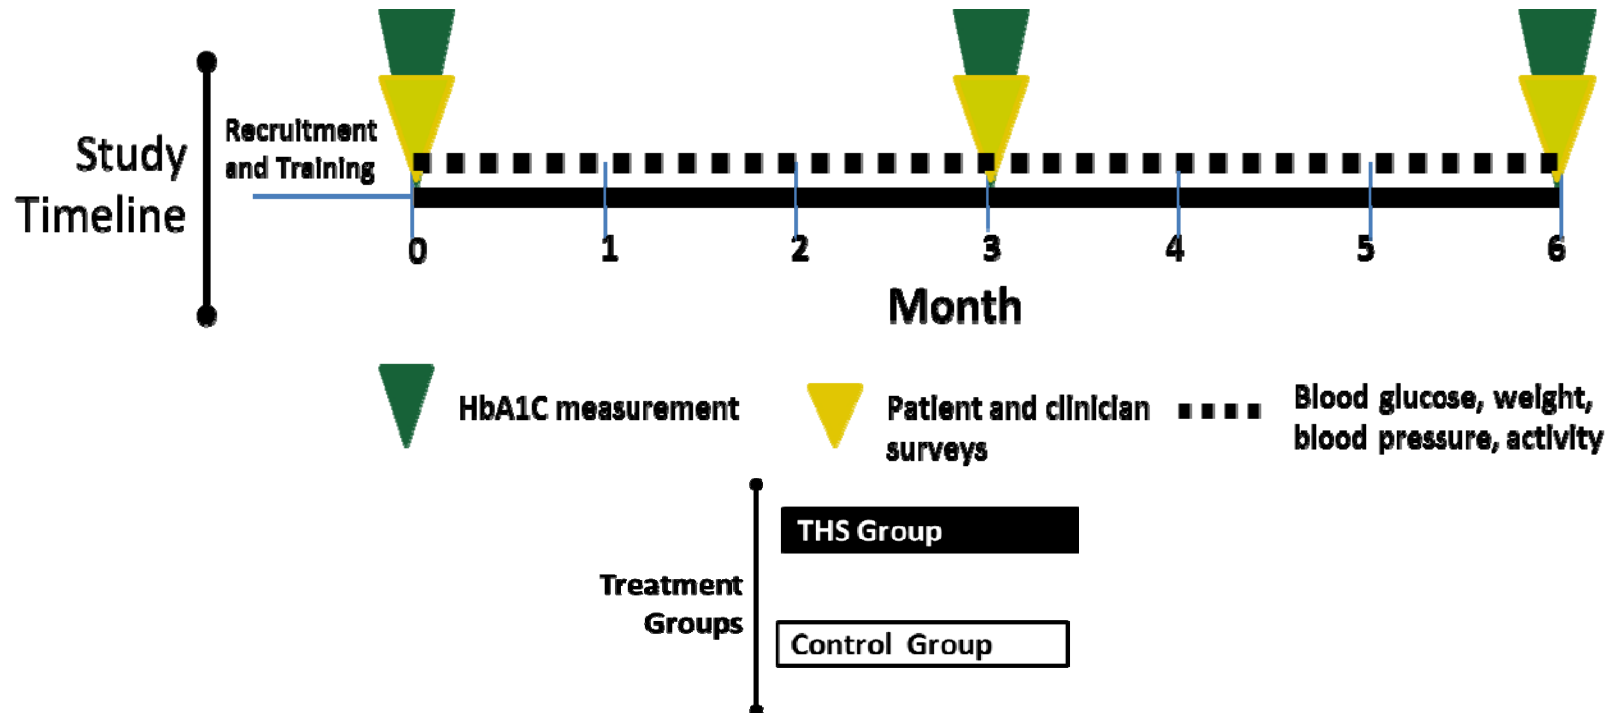 Study
Timeline
Recruitment
and Training
0 1 2 3 4 5 6
Month
HbA1C measurement
Patient and clinician
surveys
Blood glucose, weight,
blood pressure, activity
Treatment
Groups
THS Group
Control Group